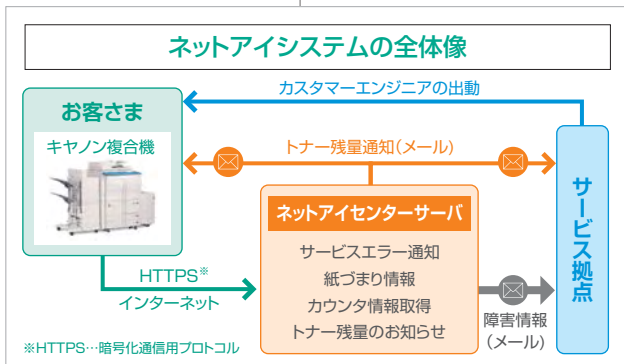 ネットアイシステムの全体像
カスタマーエンジニアの出動
お客さま
キヤノン複合機
トナー残量通知(メール)
サービス拠点
ネットアイセンターサーバ
サービスエラー通知
紙づまり情報
カウンタ情報取得
トナー残量のお知らせ
HTTPS※
インターネット
障害情報
(メール)
※HTTPS…暗号化通信用プロトコル